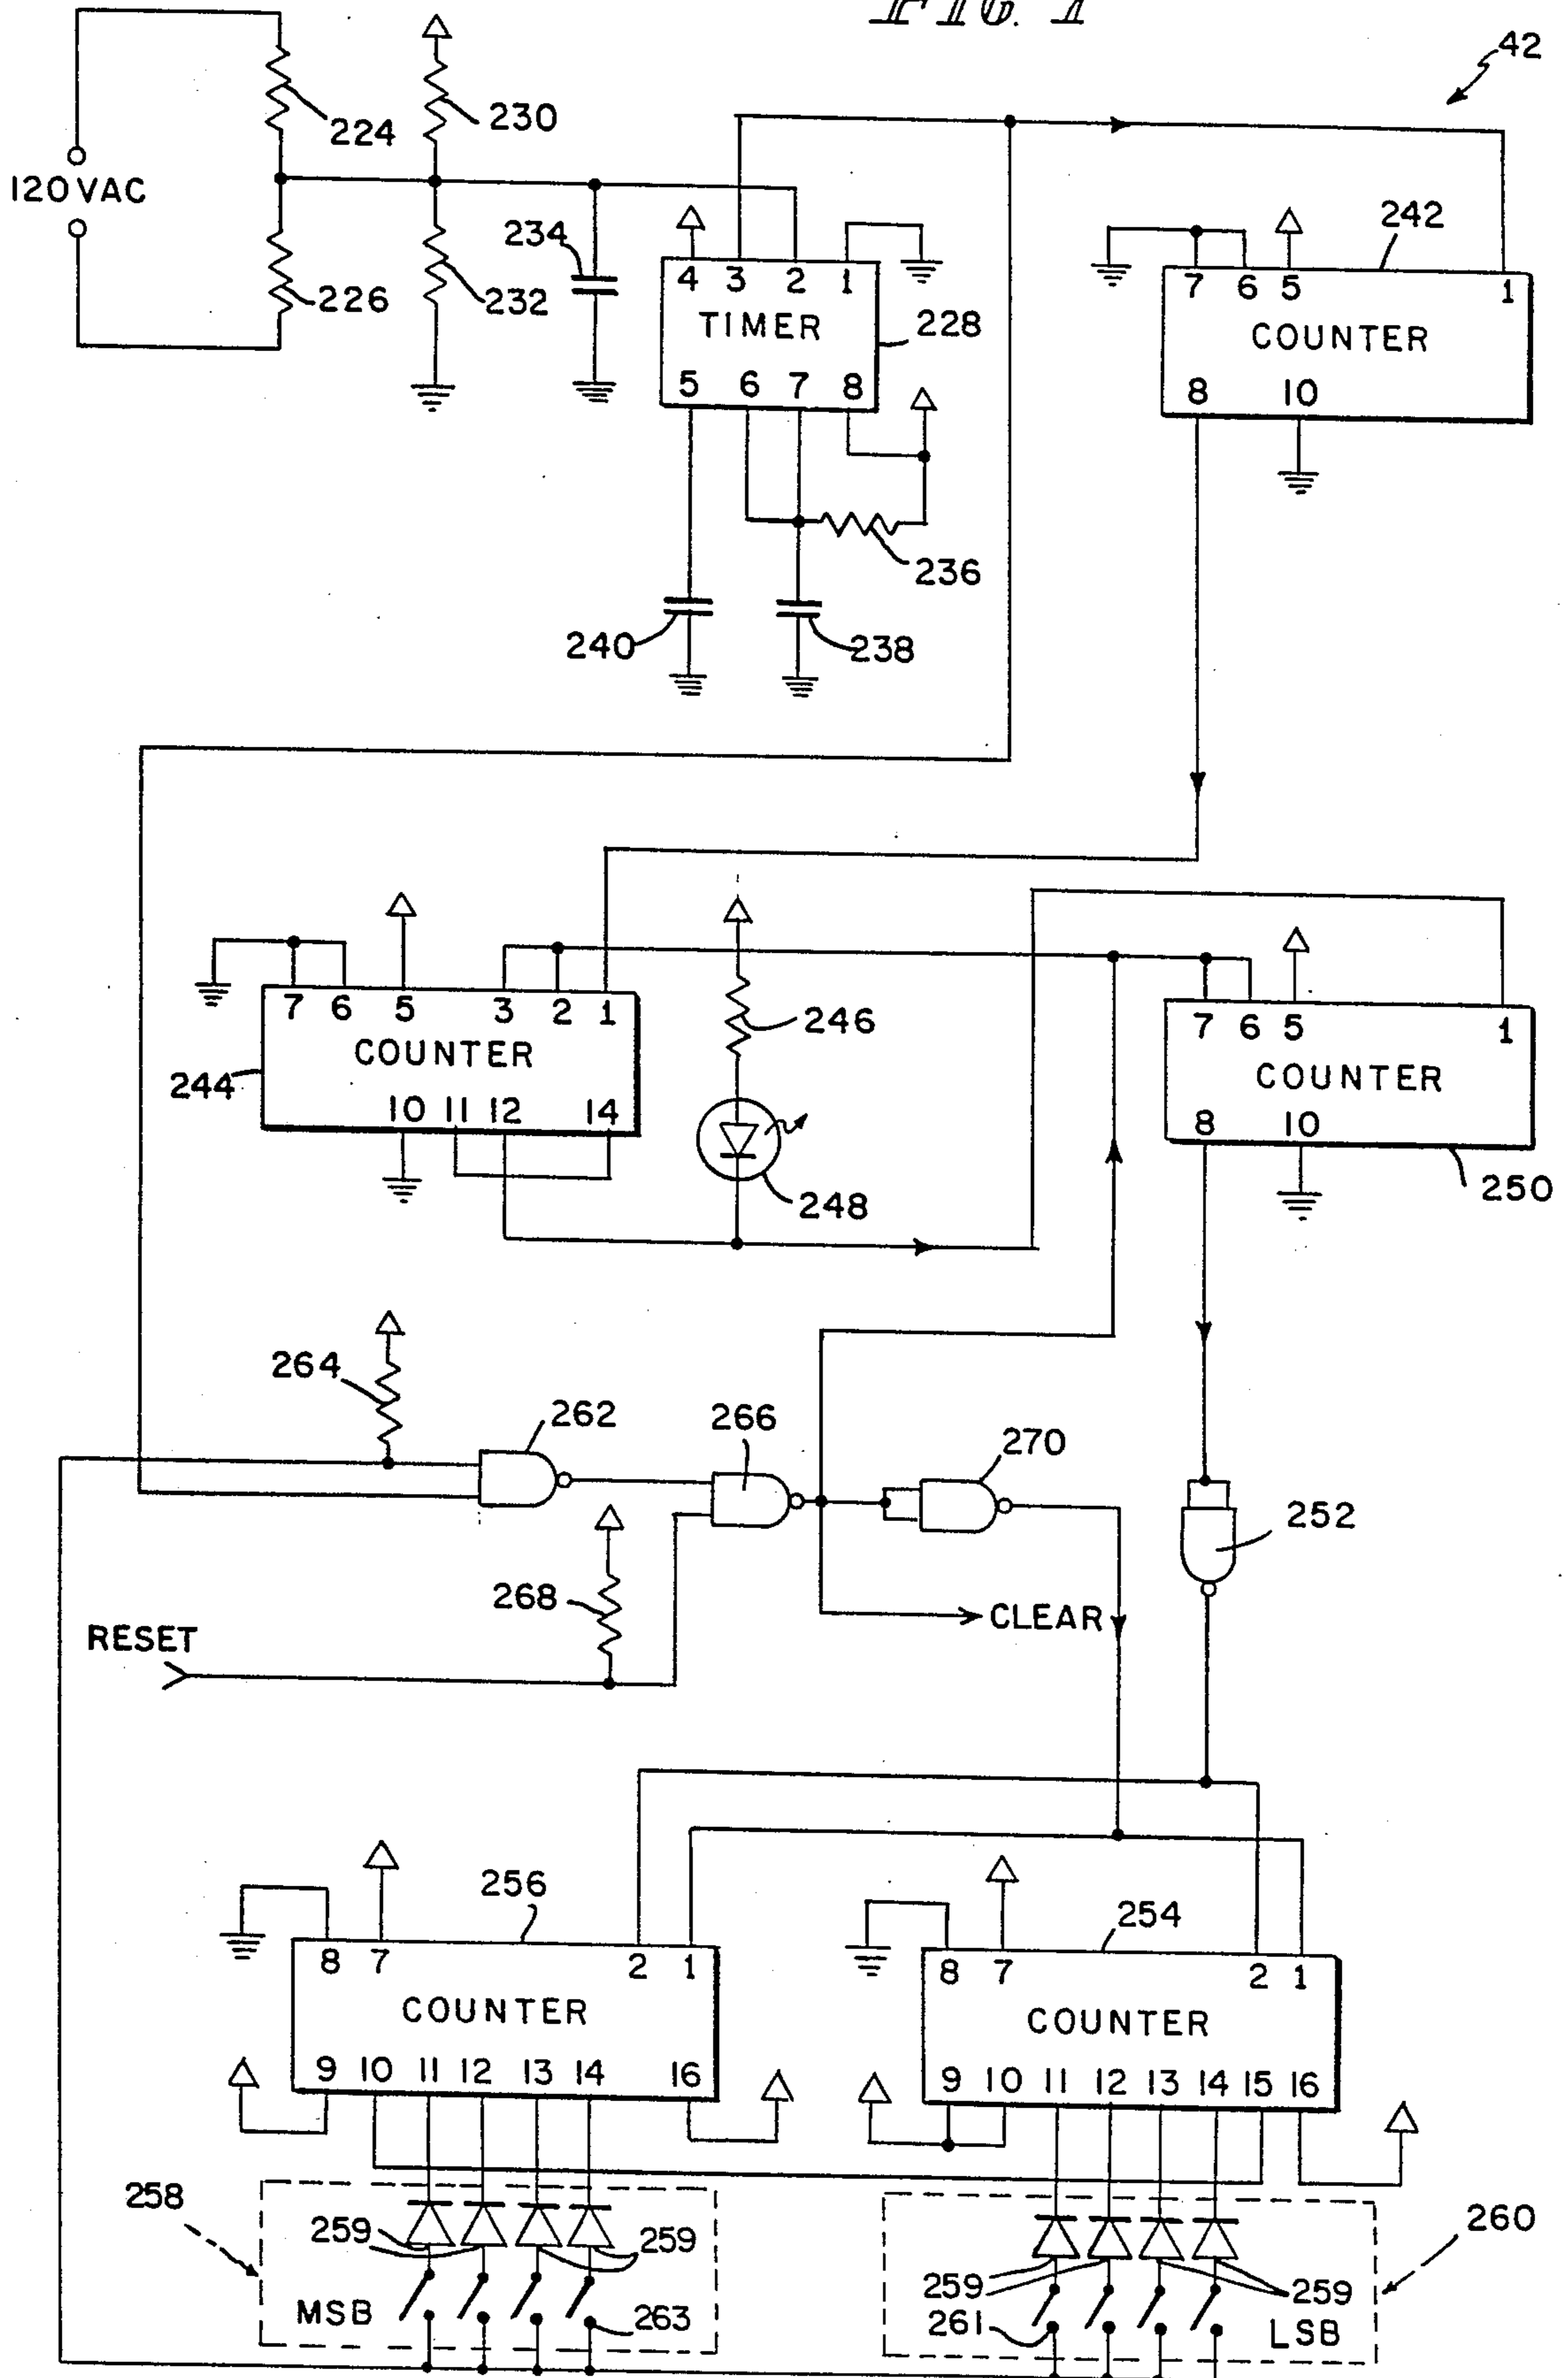 FIG. 1
42
224
230
120 VAC
226
232
234
4 3 2 1
TIMER
228
5 6 7 8
236
240
238
242
7 6 5 1
COUNTER
8 10
7 6 5 3 2 1
COUNTER
244
10 11 12 14
246
248
7 6 5 1
COUNTER
8 10
250
264
262
266
270
252
268
CLEAR
RESET
256
8 7 2 1
COUNTER
9 10 11 12 13 14 16
254
8 7 2 1
COUNTER
9 10 11 12 13 14 15 16
258
259
259
MSB
263
260
259
259
261
LSB